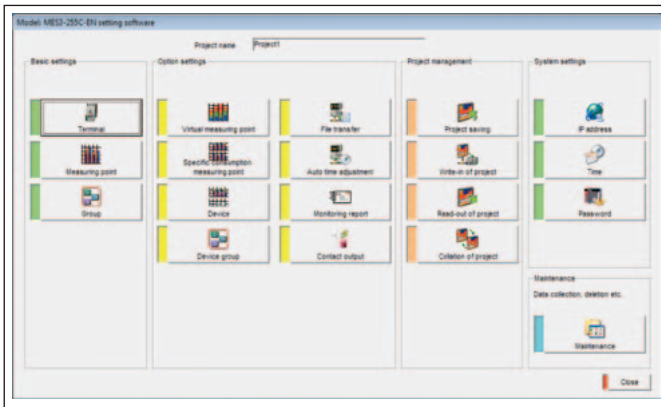 Model: MES3-255C-EN setting software
Project name Project1
Basic settings
Terminal
Measuring point
Group
Option settings
Virtual measuring point
Specific consumption
measuring point
Device
Device group
File transfer
Auto time adjustment
Monitoring report
Contact output
Project management
Project saving
Write-in of project
Read-out of project
Collation of project
System settings
IP address
Time
Password
Maintenance
Data collection, deletion etc.
Maintenance
Close